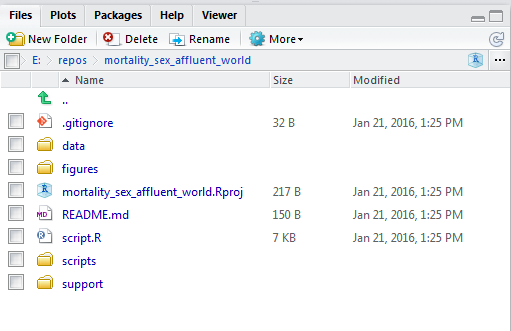 Files Plots Packages Help Viewer
New Folder Delete Rename More
E: repos mortality_sex_affluent_world ...
Name Size Modified
..
.gitignore 32 B Jan 21, 2016, 1:25 PM
data
figures
mortality_sex_affluent_world.Rproj 217 B Jan 21, 2016, 1:25 PM
README.md 150 B Jan 21, 2016, 1:25 PM
script.R 7 KB Jan 21, 2016, 1:25 PM
scripts
support